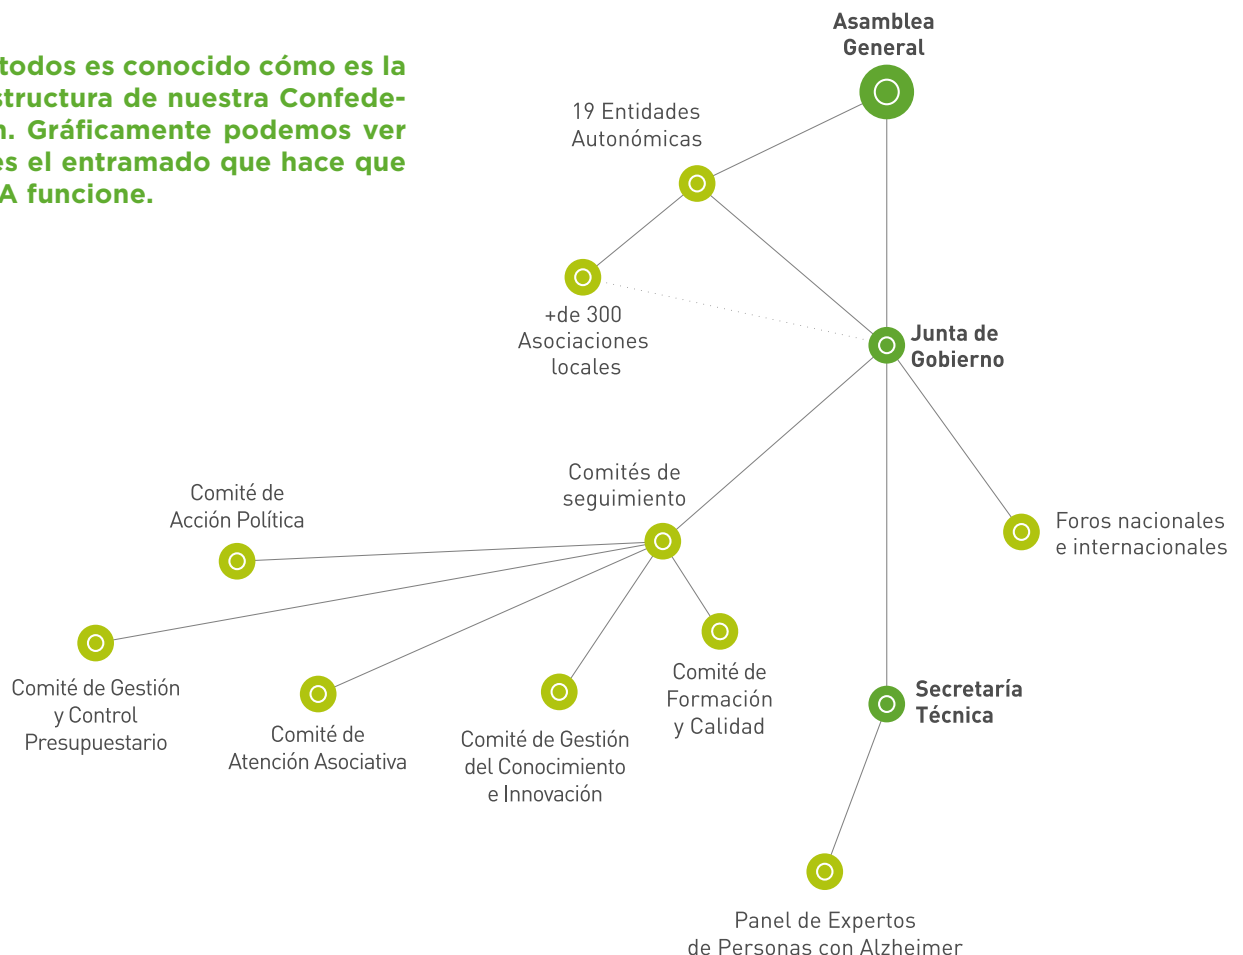 todos es conocido cómo es la
structura de nuestra Confede-
n. Gráficamente podemos ver
es el entramado que hace que
A funcione.
Asamblea
General
19 Entidades
Autonómicas
+de 300
Asociaciones
locales
Junta de
Gobierno
Comités de
seguimiento
Comité de
Acción Política
Foros nacionales
e internacionales
Comité de Gestión
y Control
Presupuestario
Comité de
Atención Asociativa
Comité de Gestión
del Conocimiento
e Innovación
Comité de
Formación
y Calidad
Secretaría
Técnica
Panel de Expertos
de Personas con Alzheimer